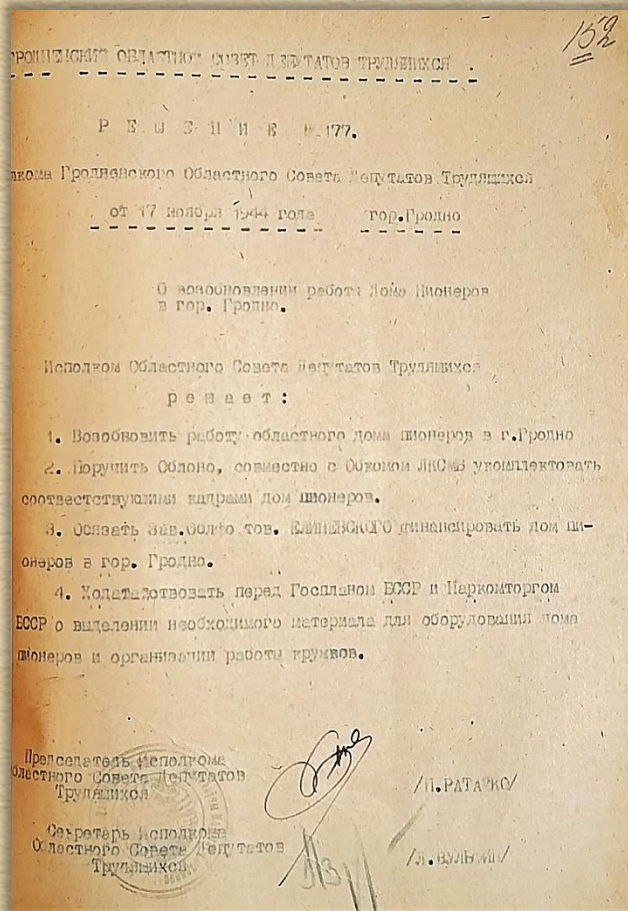 152
ГРОДНЕНСКИЙ ОБЛАСТНОЙ СОВЕТ ДЕПУТАТОВ ТРУДЯЩИХСЯ.
Р Е Ш Е Н И Е № 177.
лкома Гродненского Областного Совета Депутатов Трудящихся
от 17 ноября 1944 года гор.Гродно
О возобновлении работы Дома Пионеров
в гор. Гродно.
Исполком Областного Совета Депутатов Трудящихся
р е ш а е т :
1. Возобновить работу областного дома пионеров в г.Гродно
2. Поручить Облоно, совместно с Обкомом ЛКСМБ укомплектовать
соответствующими кадрами дом пионеров.
3. Обязать Зав.Облфо тов. финансировать дом пи-
онеров в гор. Гродно.
4. Ходатайствовать перед Госпланом БССР и Наркомторгом
БССР о выделении необходимого материала для оборудования дома
пионеров и организации работы кружков.
Председатель Исполкома
бластного Совета Депутатов
Трудящихся
/П.РАТАЙКО/
Секретарь Исполкома
Областного Совета Депутатов
Трудящихся